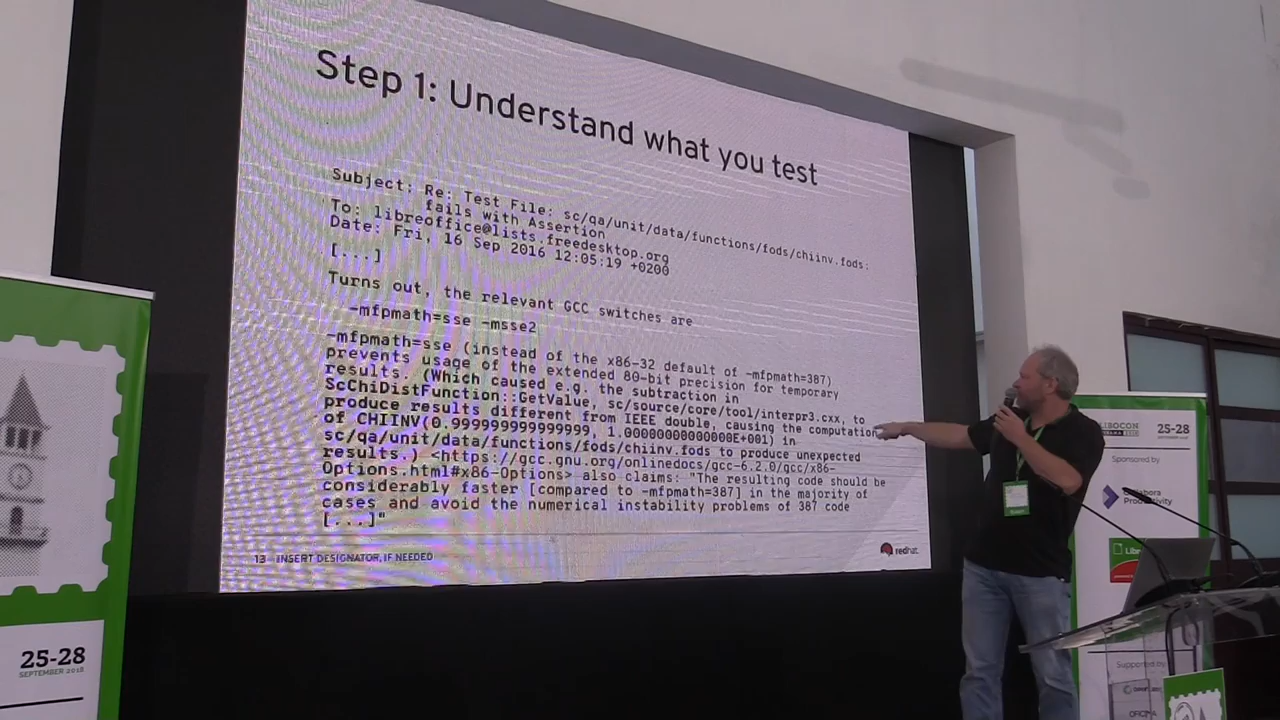 Step 1: Understand what you test
Subject: Re: Test File: sc/qa/unit/data/functions/fods/chiinv.fods:
fails with Assertion
To: libreoffice@lists.freedesktop.org
Date: Fri, 16 Sep 2016 12:05:19 +0200
[...]
Turns out, the relevant GCC switches are
-mfpmath=sse -msse2
-mfpmath=sse (instead of the x86-32 default of -mfpmath=387)
prevents usage of the extended 80-bit precision for temporary
results. (Which caused e.g. the subtraction in
ScChiDistFunction::GetValue, sc/source/core/tool/interpr3.cxx, to
produce results different from IEEE double, causing the computation
of CHIINV(0.999999999999999, 1.00000000000000E+001) in
sc/qa/unit/data/functions/fods/chiinv.fods to produce unexpected
results.) <https://gcc.gnu.org/onlinedocs/gcc-6.2.0/gcc/x86-
Options.html#x86-Options> also claims: "The resulting code should be
considerably faster [compared to -mfpmath=387] in the majority of
cases and avoid the numerical instability problems of 387 code
[...]"
13 INSERT DESIGNATOR, IF NEEDED
redhat
25-28
SEPTEMBER 2018
25-28
Sponsored by
Productivity
Supported by